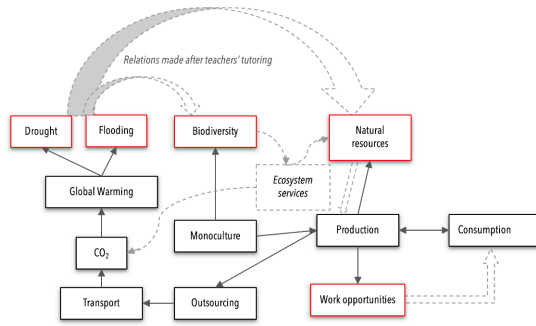 Relations made after teachers' tutoring
Drought
Flooding
Biodiversity
Natural
resources
Ecosystem
services
Global Warming
Monoculture
Production
Consumption
CO₂
Transport
Outsourcing
Work opportunities